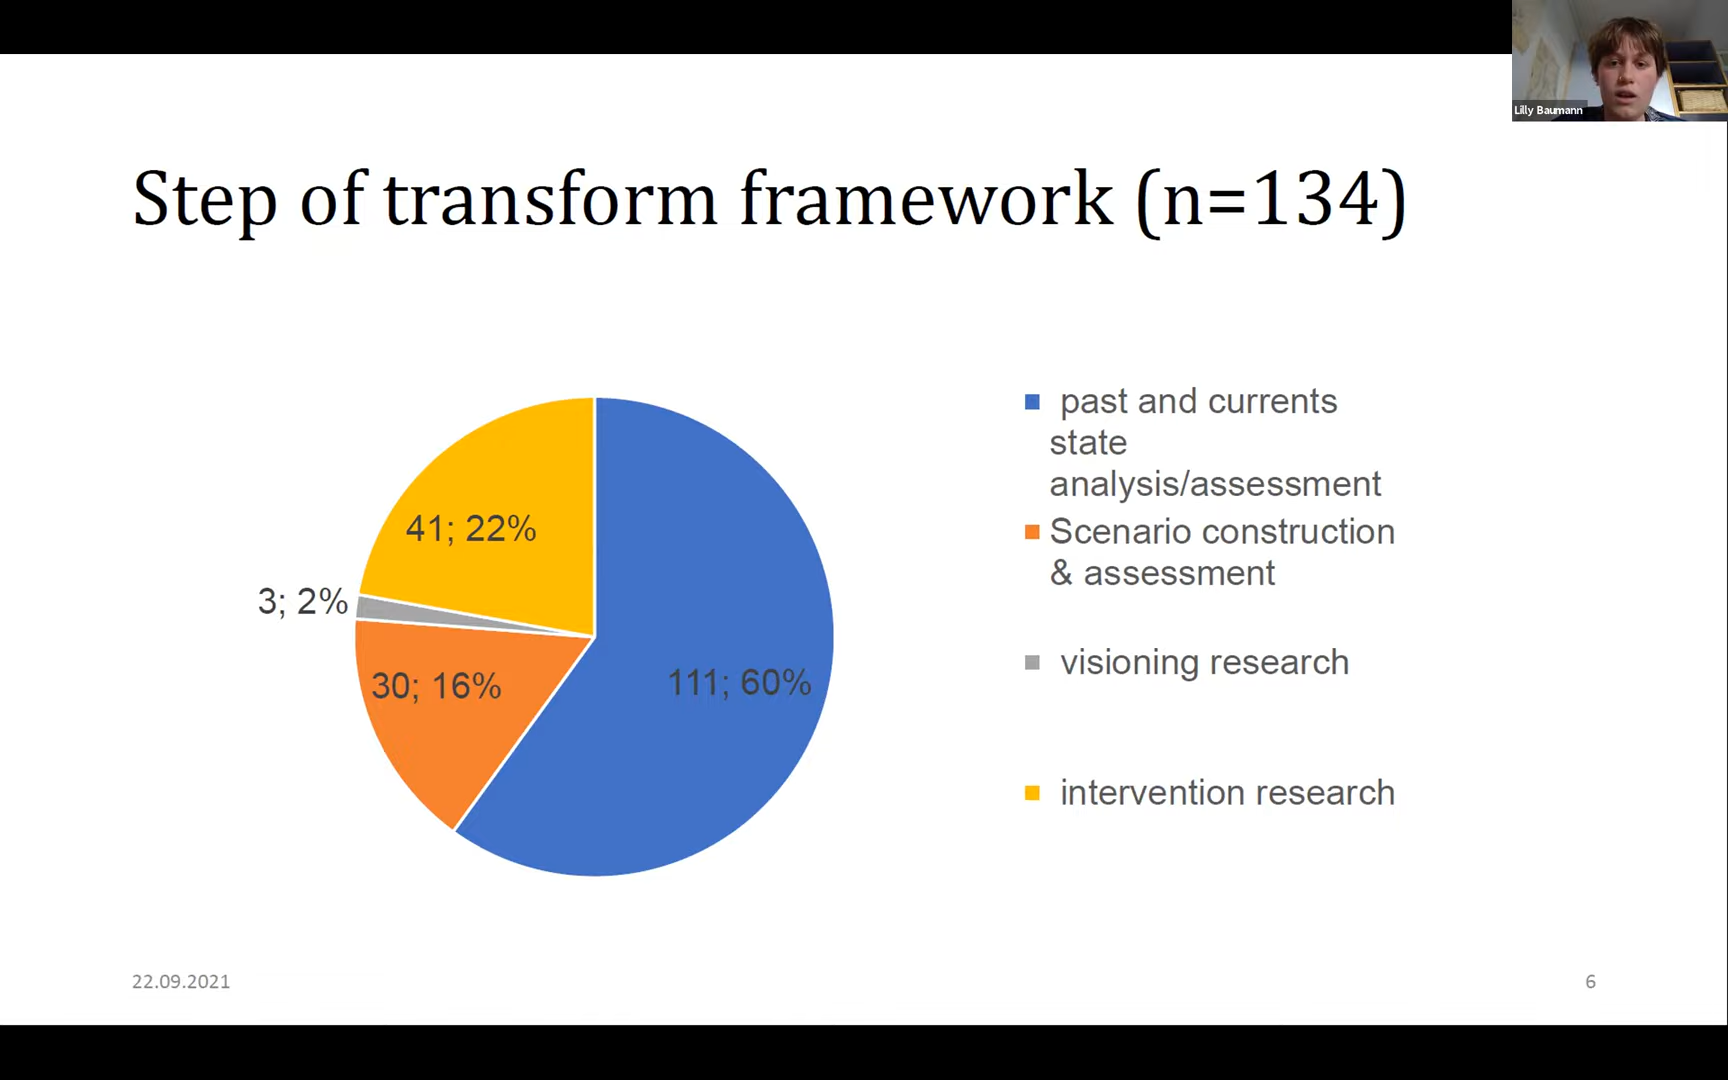 Lilly Baumann
Step of transform framework (n=134)
41; 22%
3; 2%
30; 16%
111; 60%
past and currents
state
analysis/assessment
Scenario construction
& assessment
visioning research
intervention research
22.09.2021
6